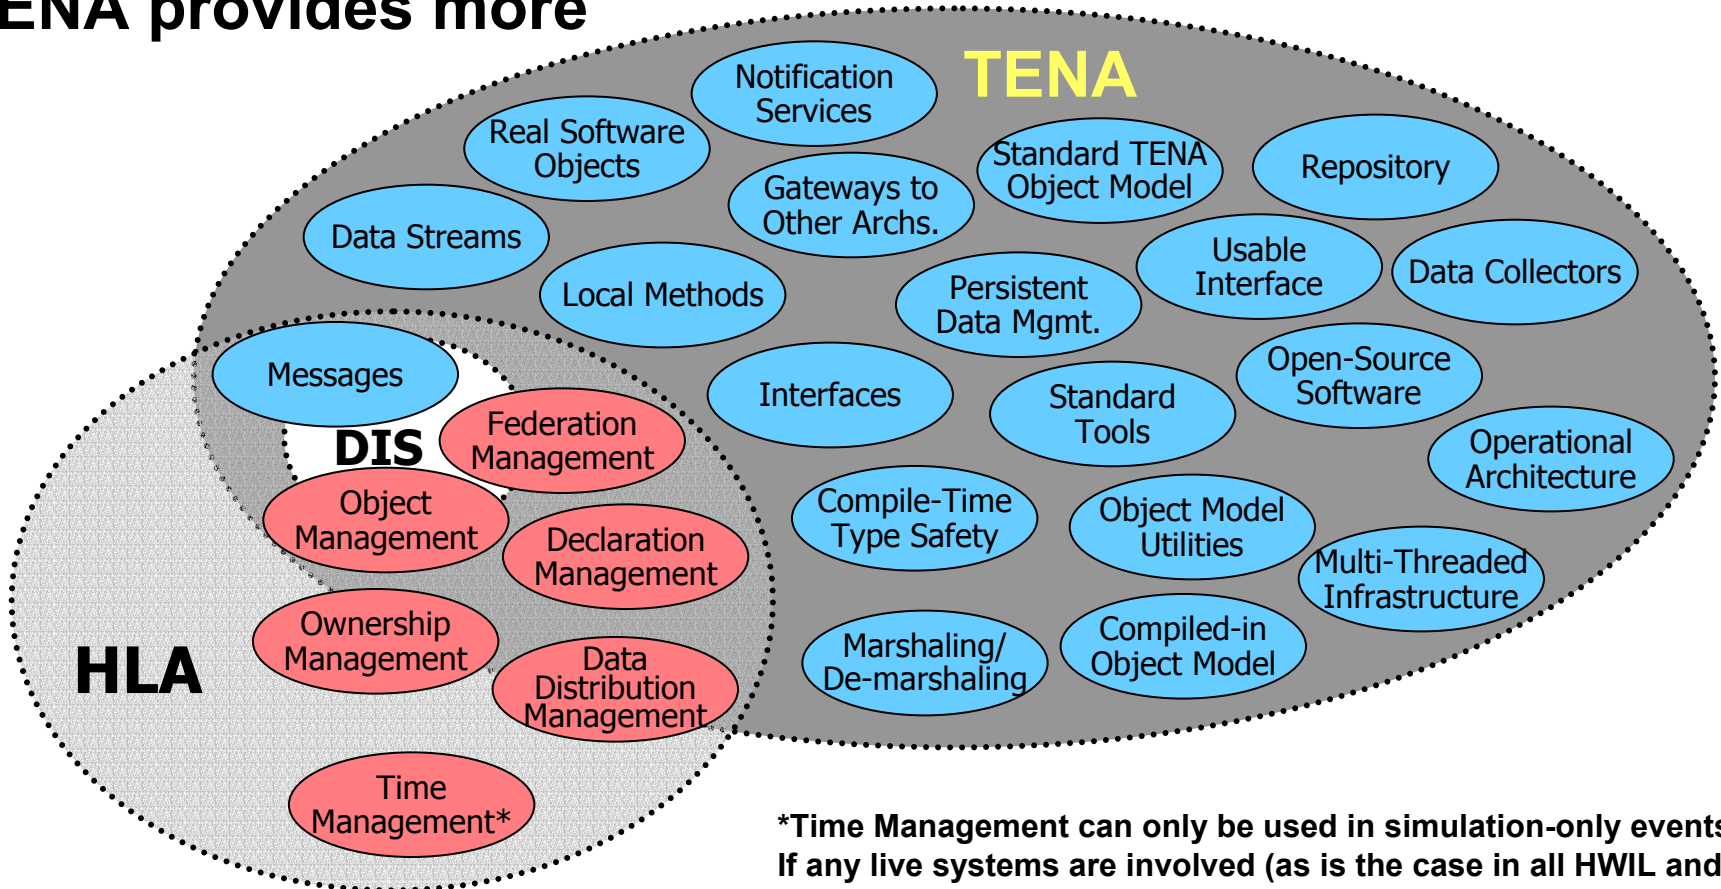 ENA provides more
TENA
Notification
Services
Real Software
Objects
Standard TENA
Object Model
Repository
Gateways to
Other Archs.
Data Streams
Usable
Interface
Data Collectors
Local Methods
Persistent
Data Mgmt.
Messages
Open-Source
Software
Interfaces
Standard
Tools
Federation
Management
DIS
Operational
Architecture
Object
Management
Compile-Time
Type Safety
Object Model
Utilities
Declaration
Management
Multi-Threaded
Infrastructure
Ownership
Management
HLA
Data
Distribution
Management
Marshaling/
De-marshaling
Compiled-in
Object Model
Time
Management*
*Time Management can only be used in simulation-only events
If any live systems are involved (as is the case in all HWIL and